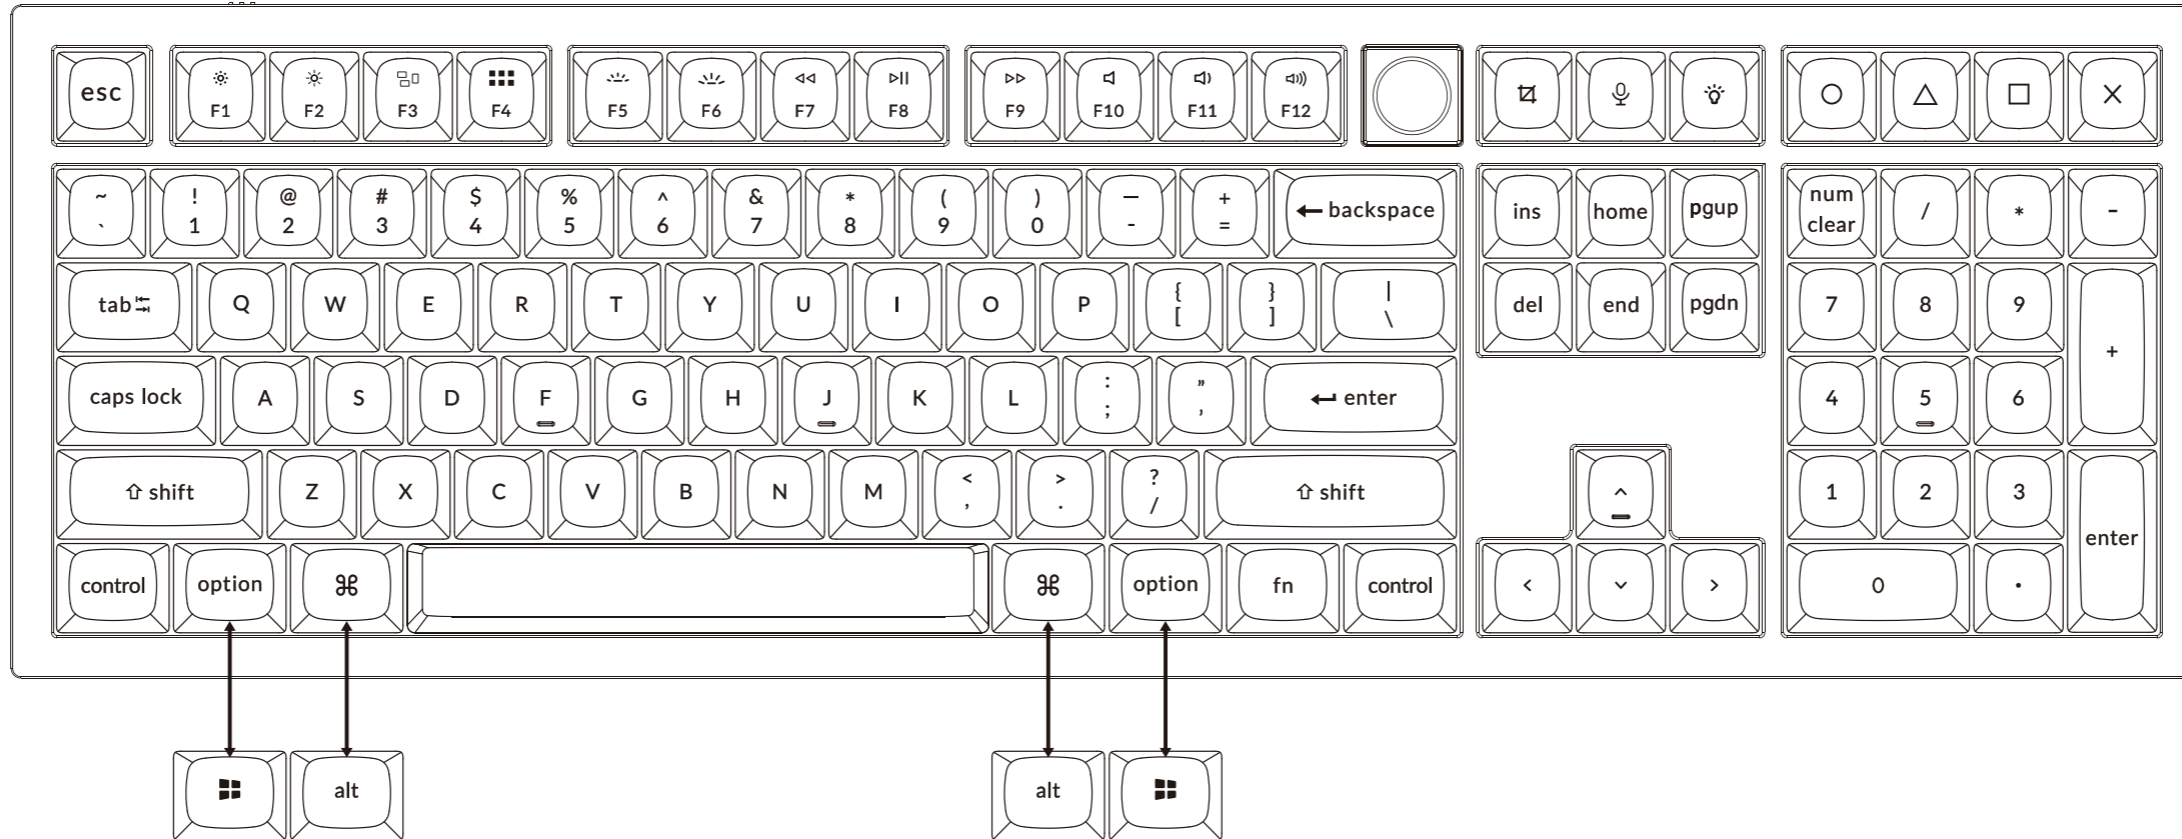 esc F1 F2 F3 F4 F5 F6 F7 F8 F9 F10 F11 F12
~ ! @ # $ % ^ & * ( ) — +
` 1 2 3 4 5 6 7 8 9 0 - = ← backspace ins home pgup num clear / * -
tab Q W E R T Y U I O P { [ } ] | \ del end pgdn 7 8 9 +
caps lock A S D F G H J K L : ; " , ↵ enter 4 5 6
⇧ shift Z X C V B N M < , > . ? / ⇧ shift ^ 1 2 3 enter
control option ⌘ ⌘ option fn control < ⌄ > 0 .
alt alt